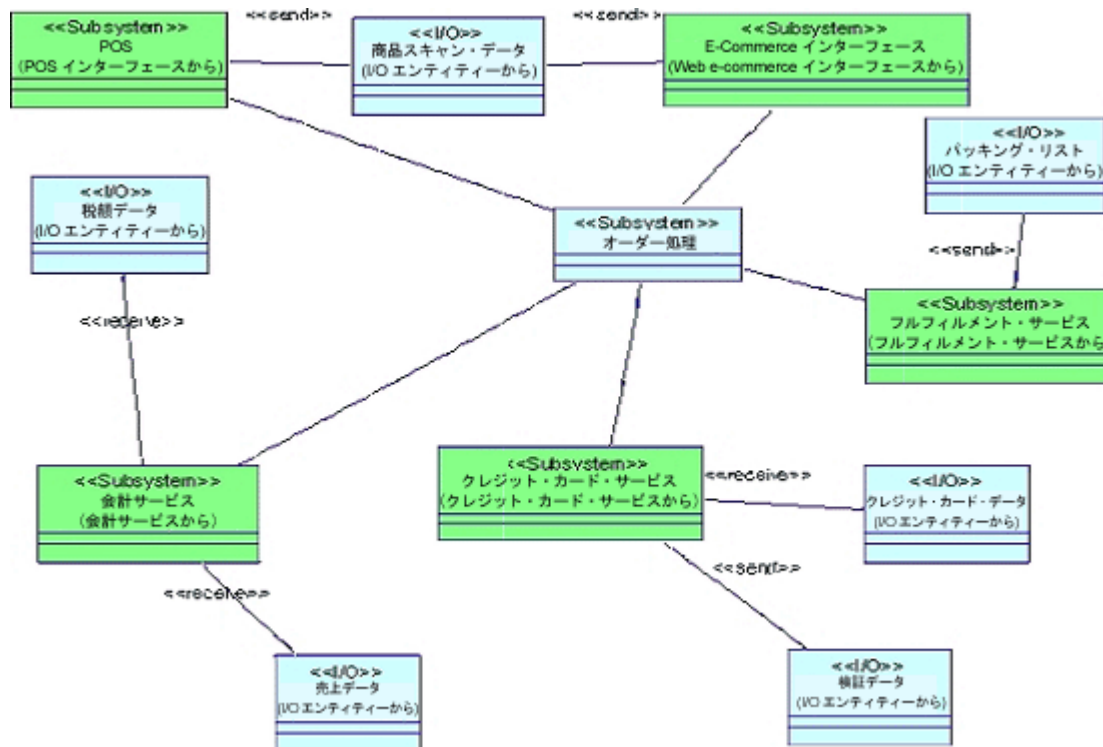 <<send>>
<<send>>
<<Subsystem>>
POS
(POS インターフェースから)
<<I/O>>
商品スキャン・データ
(I/O エンティティーから)
<<Subsystem>>
E-Commerce インターフェース
(Web e-commerce インターフェースから)
<<I/O>>
パッキング・リスト
(I/O エンティティーから)
<<I/O>>
税額データ
(I/O エンティティーから)
<<Subsystem>>
オーダー処理
<<send>>
<<receive>>
<<Subsystem>>
フルフィルメント・サービス
(フルフィルメント・サービスから
<<Subsystem>>
会計サービス
(会計サービスから)
<<Subsystem>>
クレジット・カード・サービス
(クレジット・カード・サービスから)
<<receive>>
<<I/O>>
クレジット・カード・データ
(I/O エンティティーから)
<<send>>
<<receive>>
<<I/O>>
売上データ
(I/O エンティティーから)
<<I/O>>
検証データ
(I/O エンティティーから)